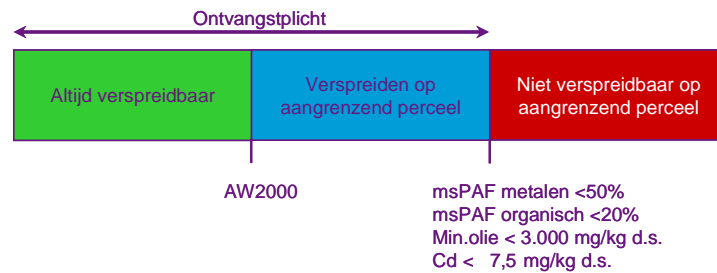 Ontvangstplicht
Altijd verspreidbaar
Verspreiden op
aangrenzend perceel
Niet verspreidbaar op
aangrenzend perceel
AW2000
msPAF metalen <50%
msPAF organisch <20%
Min.olie < 3.000 mg/kg d.s.
Cd < 7,5 mg/kg d.s.